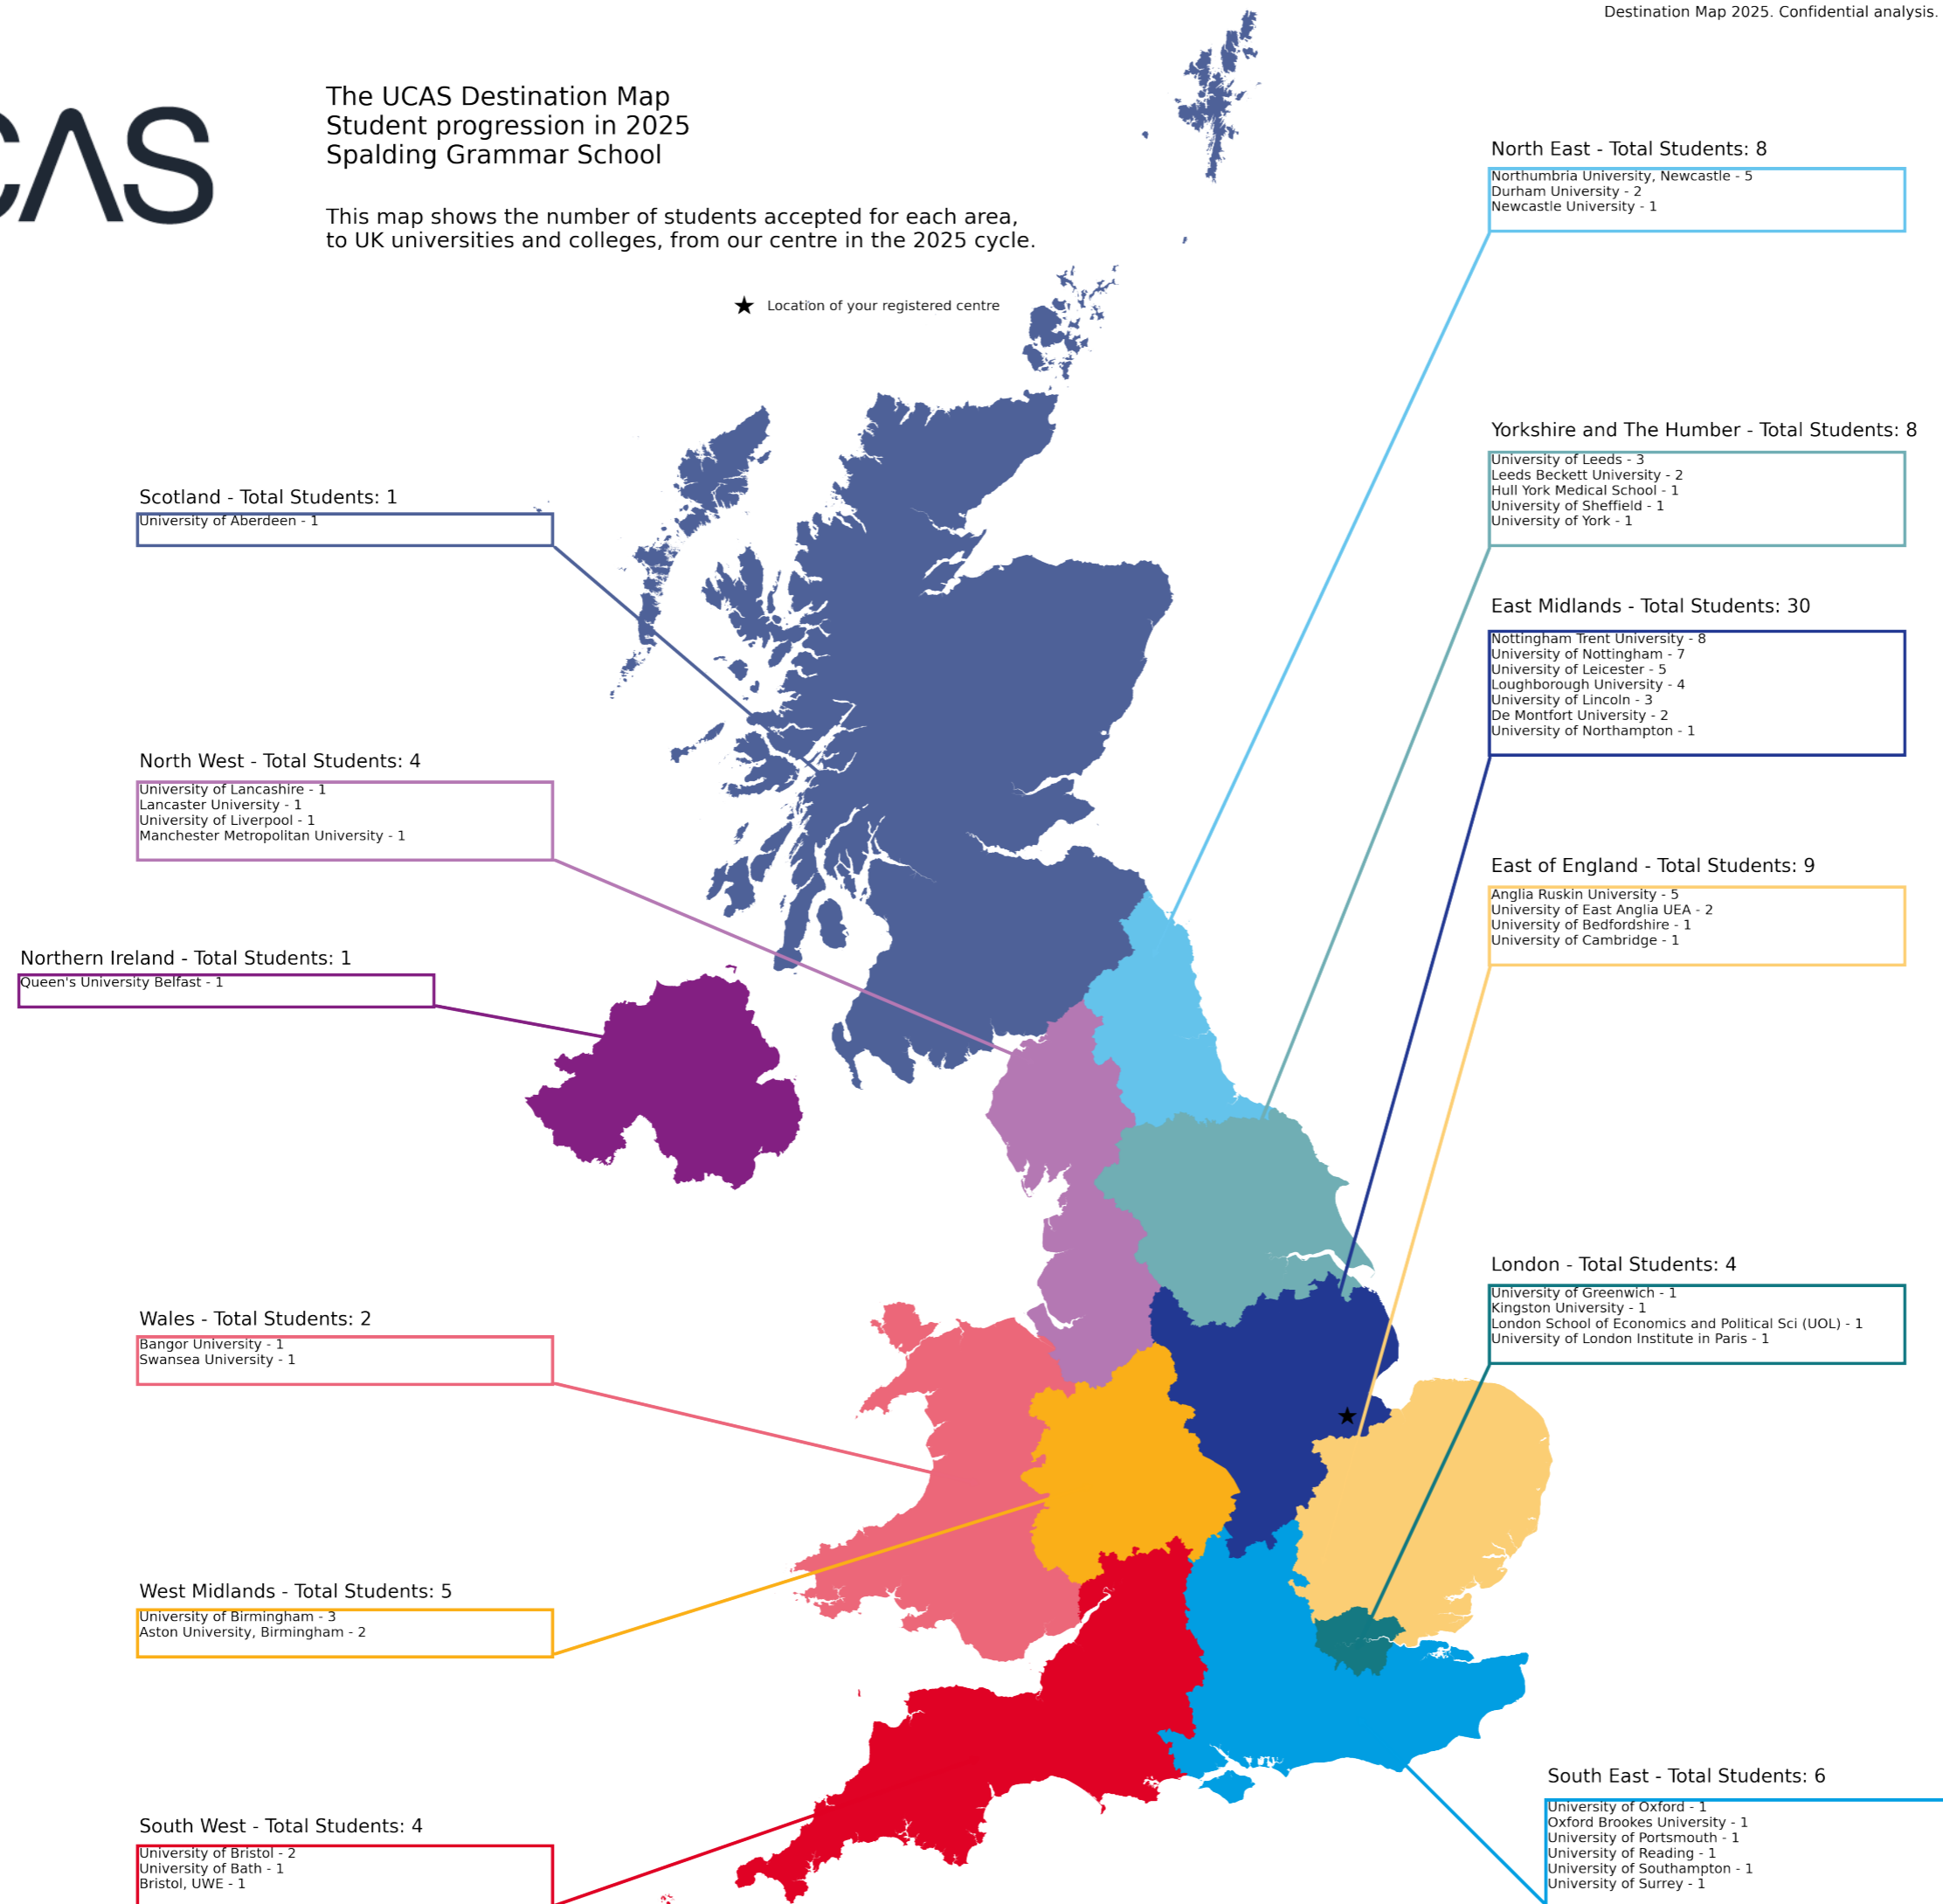 Destination Map 2025. Confidential analysis.
CAS
The UCAS Destination Map
Student progression in 2025
Spalding Grammar School
This map shows the number of students accepted for each area,
to UK universities and colleges, from our centre in the 2025 cycle.
★ Location of your registered centre
North East - Total Students: 8
Northumbria University, Newcastle - 5
Durham University - 2
Newcastle University - 1
Yorkshire and The Humber - Total Students: 8
University of Leeds - 3
Leeds Beckett University - 2
Hull York Medical School - 1
University of Sheffield - 1
University of York - 1
Scotland - Total Students: 1
University of Aberdeen - 1
East Midlands - Total Students: 30
Nottingham Trent University - 8
University of Nottingham - 7
University of Leicester - 5
Loughborough University - 4
University of Lincoln - 3
De Montfort University - 2
University of Northampton - 1
North West - Total Students: 4
University of Lancashire - 1
Lancaster University - 1
University of Liverpool - 1
Manchester Metropolitan University - 1
East of England - Total Students: 9
Anglia Ruskin University - 5
University of East Anglia UEA - 2
University of Bedfordshire - 1
University of Cambridge - 1
Northern Ireland - Total Students: 1
Queen's University Belfast - 1
London - Total Students: 4
University of Greenwich - 1
Kingston University - 1
London School of Economics and Political Sci (UOL) - 1
University of London Institute in Paris - 1
Wales - Total Students: 2
Bangor University - 1
Swansea University - 1
West Midlands - Total Students: 5
University of Birmingham - 3
Aston University, Birmingham - 2
South East - Total Students: 6
University of Oxford - 1
Oxford Brookes University - 1
University of Portsmouth - 1
University of Reading - 1
University of Southampton - 1
University of Surrey - 1
South West - Total Students: 4
University of Bristol - 2
University of Bath - 1
Bristol, UWE - 1